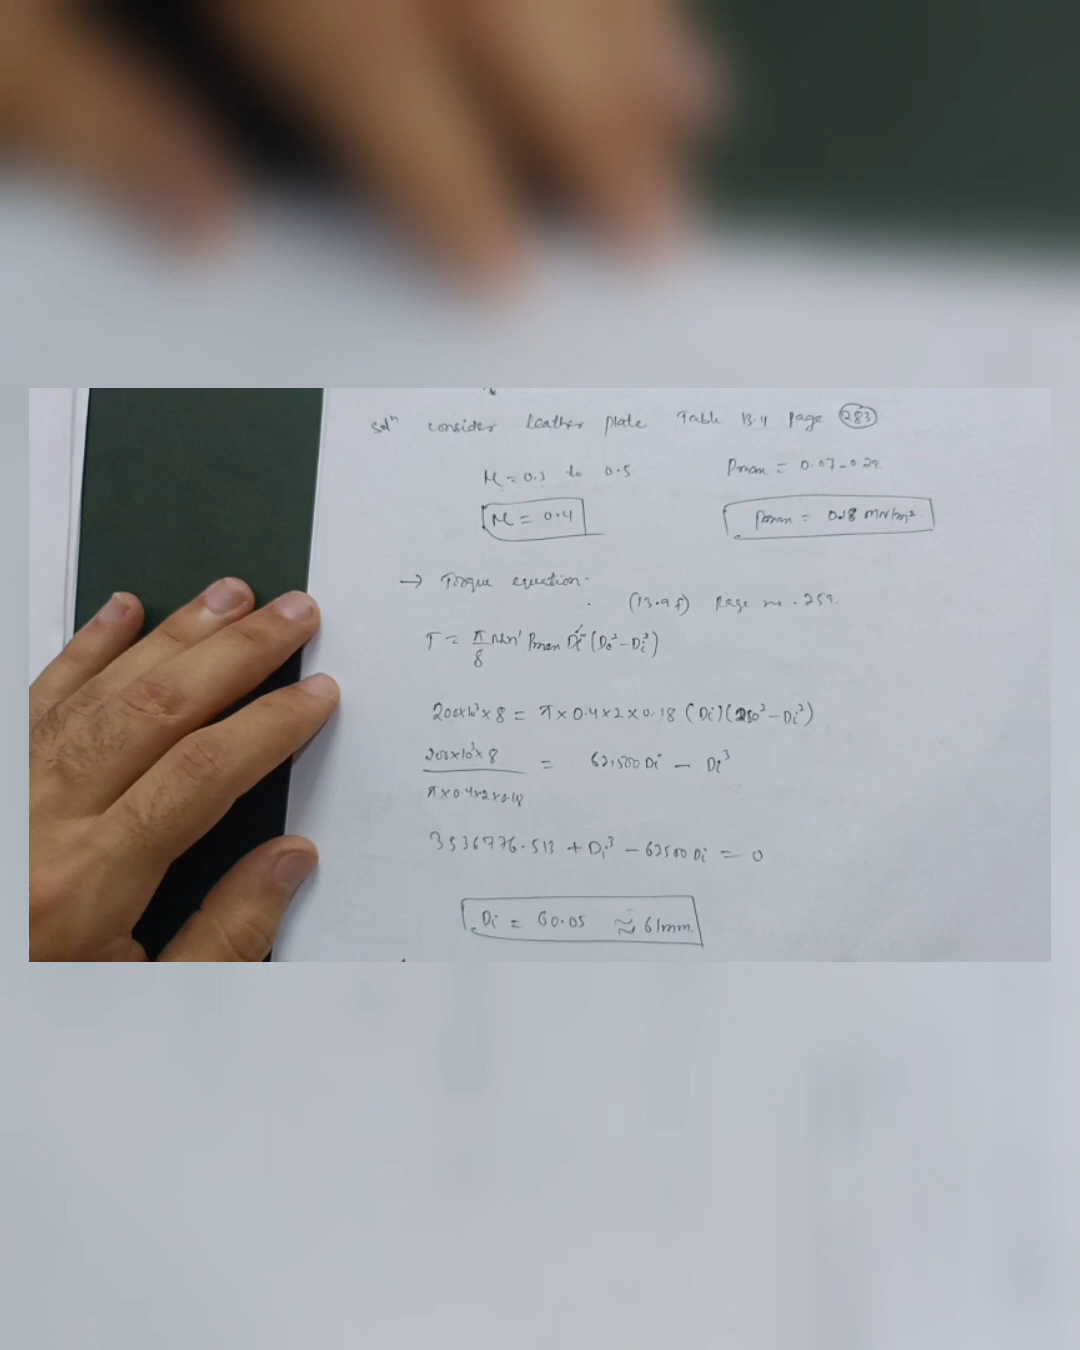 Solⁿ consider leather plate Table 13.4 page 283
μ = 0.3 to 0.5 Pmax = 0.07-0.29
μ = 0.4 Pmax = 0.18 MN/m²
→ Torque equation.
(13.98) Page no. 259.
T = π/8 μn' Pmax Di (Do² - Di²)
200×10³×8 = π×0.4×2×0.18 (Di)(250²-Di²)
200×10³×8 / π×0.4×2×0.18 = 62,500 Di - Di³
3536776.513 + Di³ - 62500 Di = 0
Di = 60.05 ≈ 61mm.